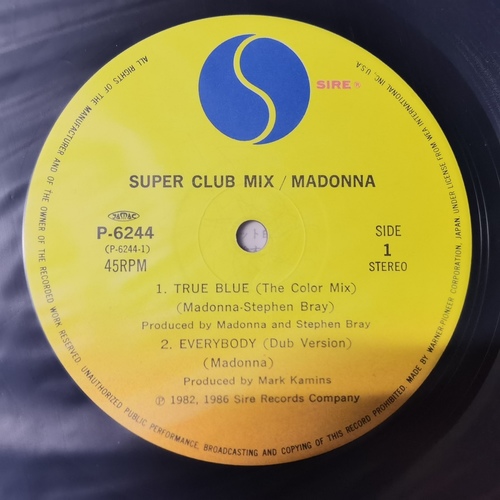 SIRE
SUPER CLUB MIX / MADONNA
JASRAC
P-6244
(P-6244-1)
45RPM
SIDE
1
STEREO
1. TRUE BLUE (The Color Mix)
(Madonna-Stephen Bray)
Produced by Madonna and Stephen Bray
2. EVERYBODY (Dub Version)
(Madonna)
Produced by Mark Kamins
Ⓟ 1982, 1986 Sire Records Company
ALL RIGHTS OF THE MANUFACTURER AND OF THE OWNER OF THE RECORDED WORK RESERVED. UNAUTHORIZED PUBLIC PERFORMANCE, BROADCASTING AND COPYING OF THIS RECORD PROHIBITED. MADE BY WARNER-PIONEER CORPORATION, JAPAN UNDER LICENSE FROM WEA INTERNATIONAL INC., U.S.A.